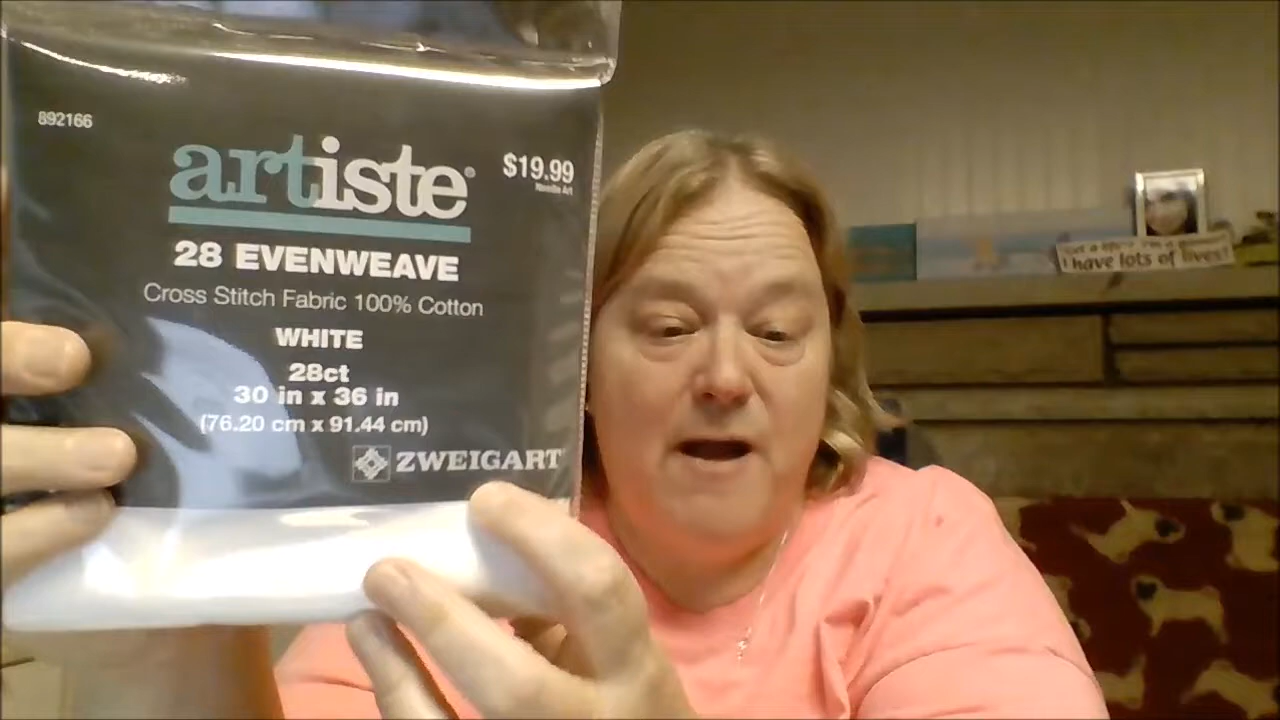 892166
artiste®
$19.99
Needle Art
28 EVENWEAVE
Cross Stitch Fabric 100% Cotton
WHITE
28ct
30 in x 36 in
(76.20 cm x 91.44 cm)
ZWEIGART
I have lots of lives!